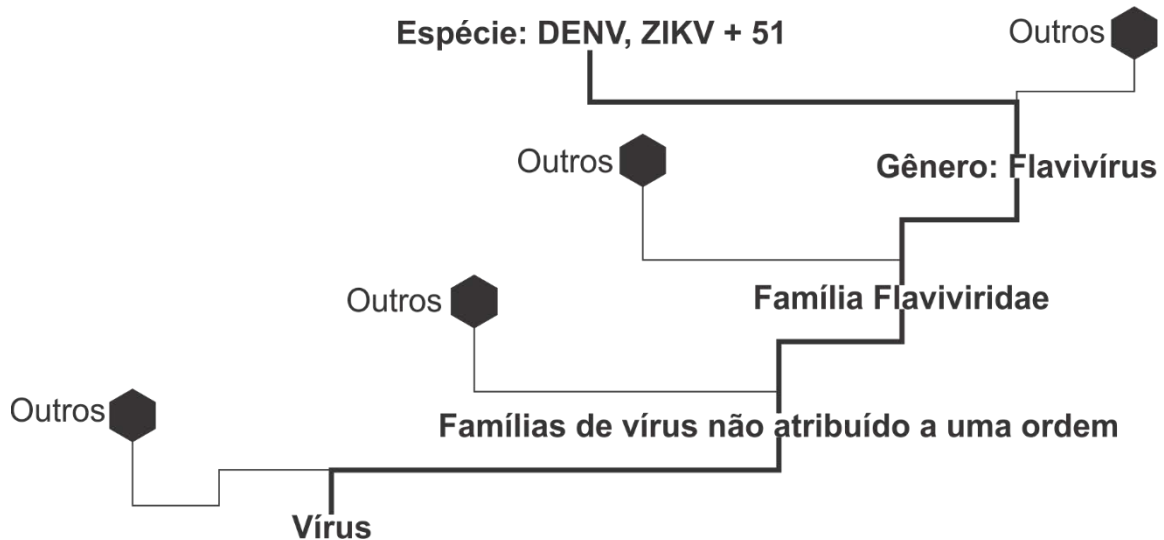 Espécie: DENV, ZIKV + 51
Outros
Outros
Gênero: Flavivírus
Outros
Família Flaviviridae
Outros
Famílias de vírus não atribuído a uma ordem
Vírus